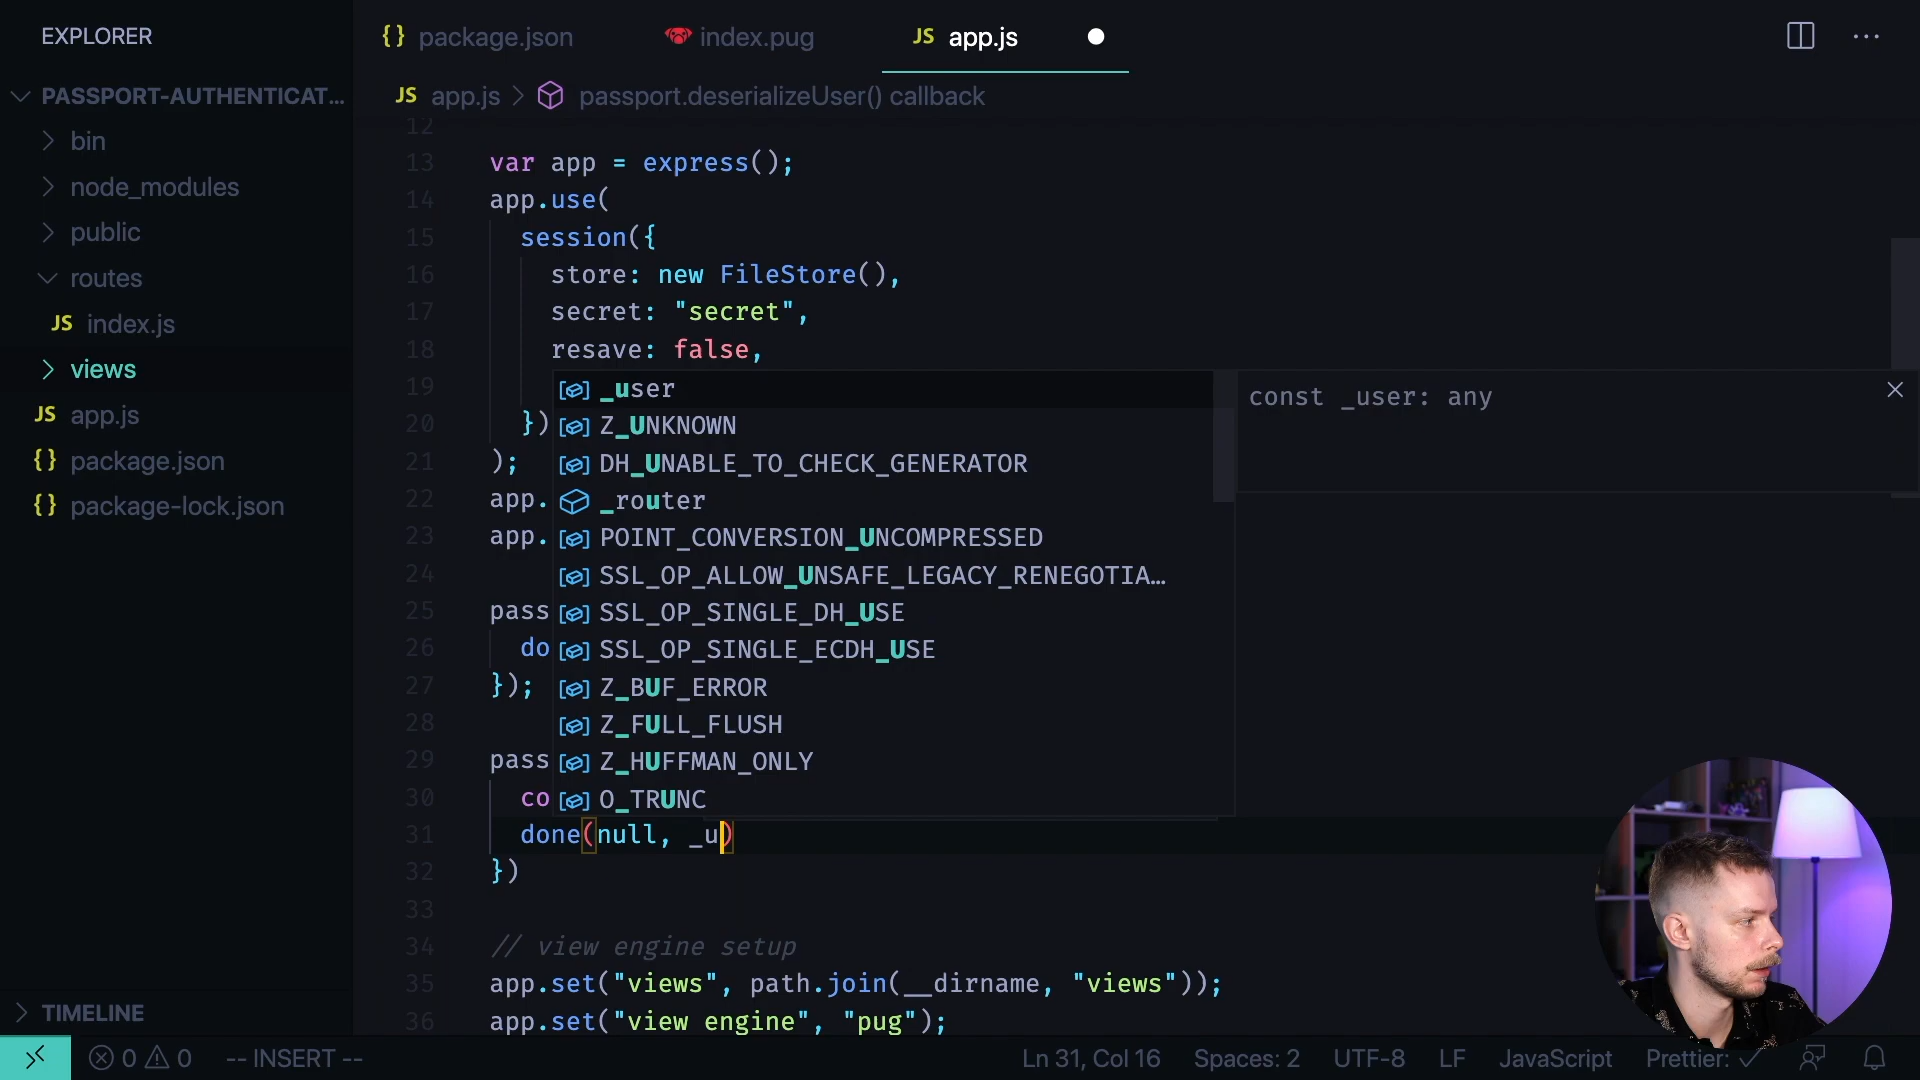 EXPLORER
PASSPORT-AUTHENTICAT...
bin
node_modules
public
routes
JS index.js
views
JS app.js
{} package.json
{} package-lock.json
TIMELINE
{} package.json
index.pug
JS app.js
JS app.js > passport.deserializeUser() callback
12
13 var app = express();
14 app.use(
15 session({
16 store: new FileStore(),
17 secret: "secret",
18 resave: false,
19
20 })
21 );
22 app.
23 app.
24
25 pass
26 do
27 });
28
29 pass
30 co
31 done(null, _u)
32 })
33
34 // view engine setup
35 app.set("views", path.join(__dirname, "views"));
36 app.set("view engine", "pug");
_user
Z_UNKNOWN
DH_UNABLE_TO_CHECK_GENERATOR
_router
POINT_CONVERSION_UNCOMPRESSED
SSL_OP_ALLOW_UNSAFE_LEGACY_RENEGOTIA...
SSL_OP_SINGLE_DH_USE
SSL_OP_SINGLE_ECDH_USE
Z_BUF_ERROR
Z_FULL_FLUSH
Z_HUFFMAN_ONLY
O_TRUNC
const _user: any
0 0 -- INSERT -- Ln 31, Col 16 Spaces: 2 UTF-8 LF JavaScript Prettier: ✓